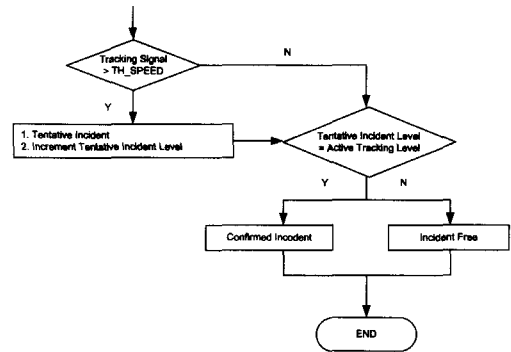 Tracking Signal
> TH_SPEED
N
Y
1. Tentative Incident
2. Increment Tentative Incident Level
Tentative Incident Level
= Active Tracking Level
Y
N
Confirmed Incodent
Incident Free
END